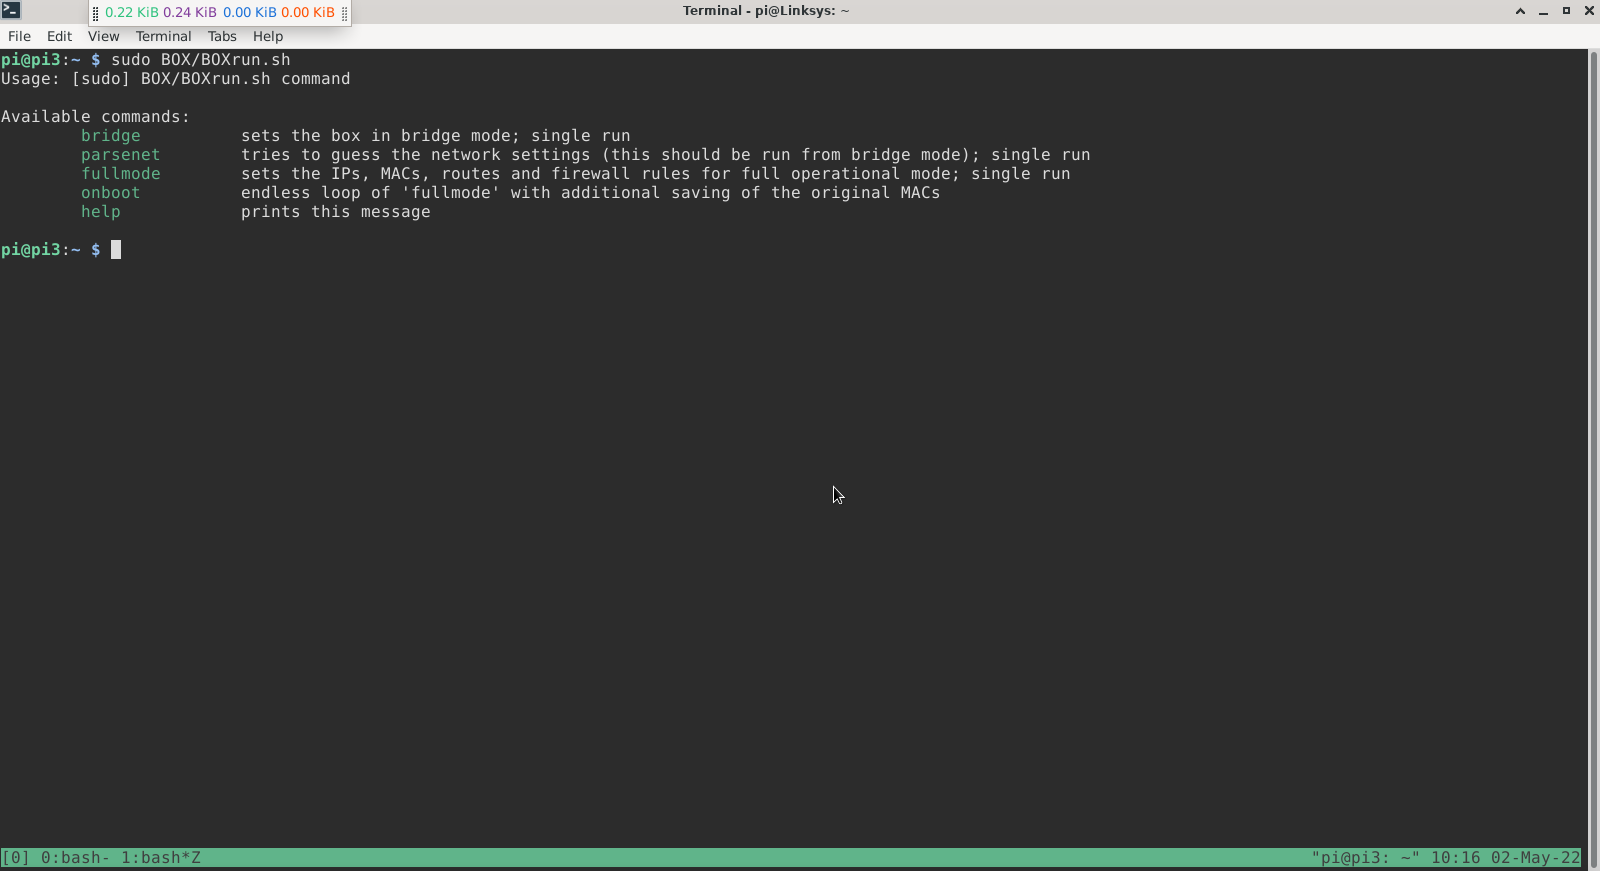 0.22 KiB 0.24 KiB 0.00 KiB 0.00 KiB
Terminal - pi@Linksys: ~
File Edit View Terminal Tabs Help
pi@pi3:~ $ sudo BOX/BOXrun.sh
Usage: [sudo] BOX/BOXrun.sh command
Available commands:
bridge sets the box in bridge mode; single run
parsenet tries to guess the network settings (this should be run from bridge mode); single run
fullmode sets the IPs, MACs, routes and firewall rules for full operational mode; single run
onboot endless loop of 'fullmode' with additional saving of the original MACs
help prints this message
pi@pi3:~ $
[0] 0:bash- 1:bash*Z "pi@pi3: ~" 10:16 02-May-22